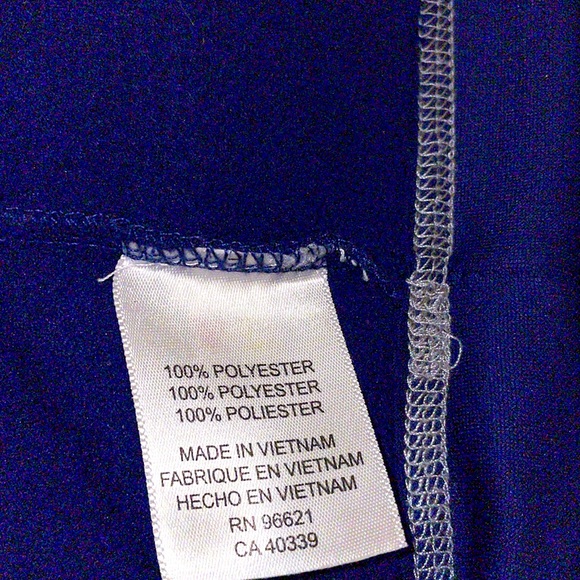 100% POLYESTER
100% POLYESTER
100% POLIESTER
MADE IN VIETNAM
FABRIQUE EN VIETNAM
HECHO EN VIETNAM
RN 96621
CA 40339